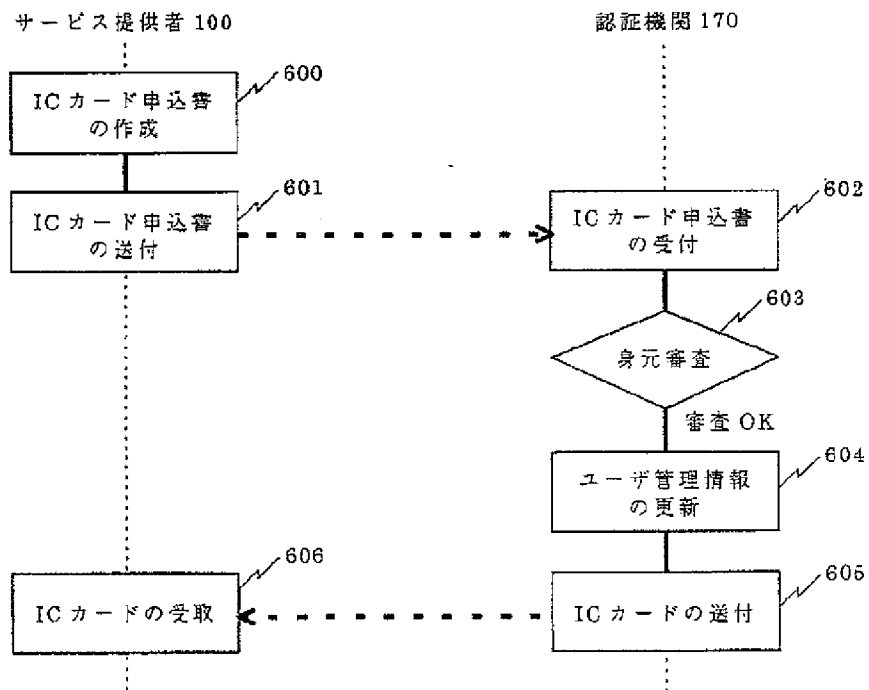 サービス提供者 100
認証機関 170
600
ICカード申込書
の作成
601
ICカード申込書
の送付
602
ICカード申込書
の受付
603
身元審査
審査 OK
604
ユーザ管理情報
の更新
605
ICカードの送付
606
ICカードの受取